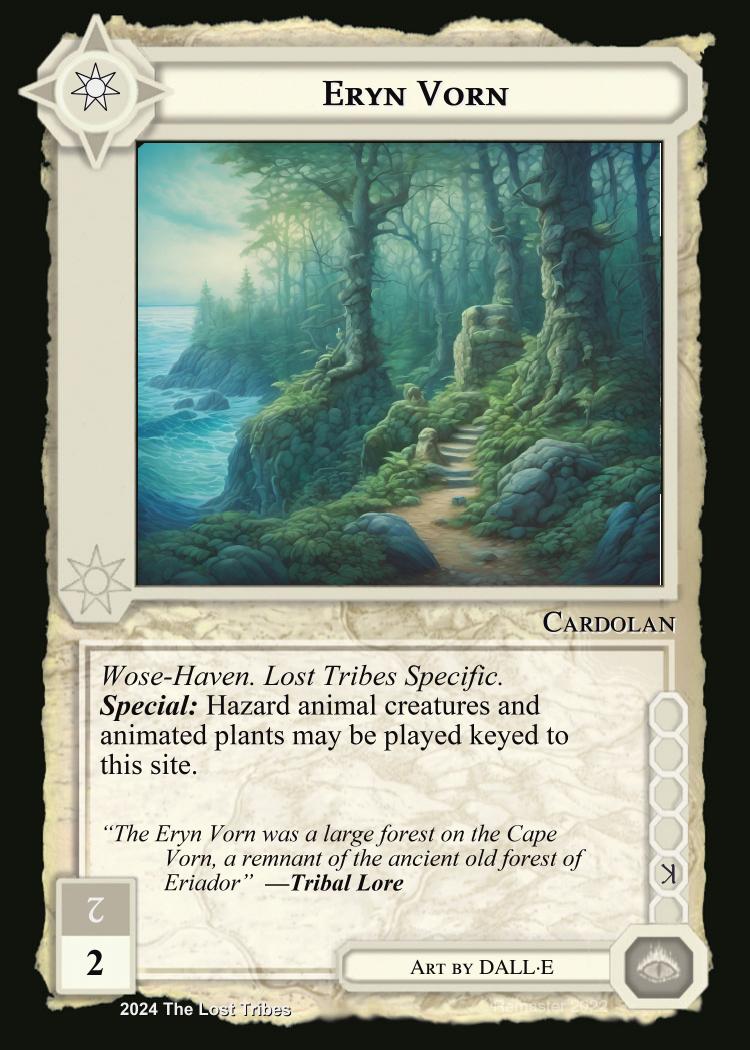 Eryn Vorn
Cardolan
Wose-Haven. Lost Tribes Specific.
Special: Hazard animal creatures and
animated plants may be played keyed to
this site.
“The Eryn Vorn was a large forest on the Cape
Vorn, a remnant of the ancient old forest of
Eriador” —Tribal Lore
2
2
Art by DALL·E
2024 The Lost Tribes
Remaster 2022